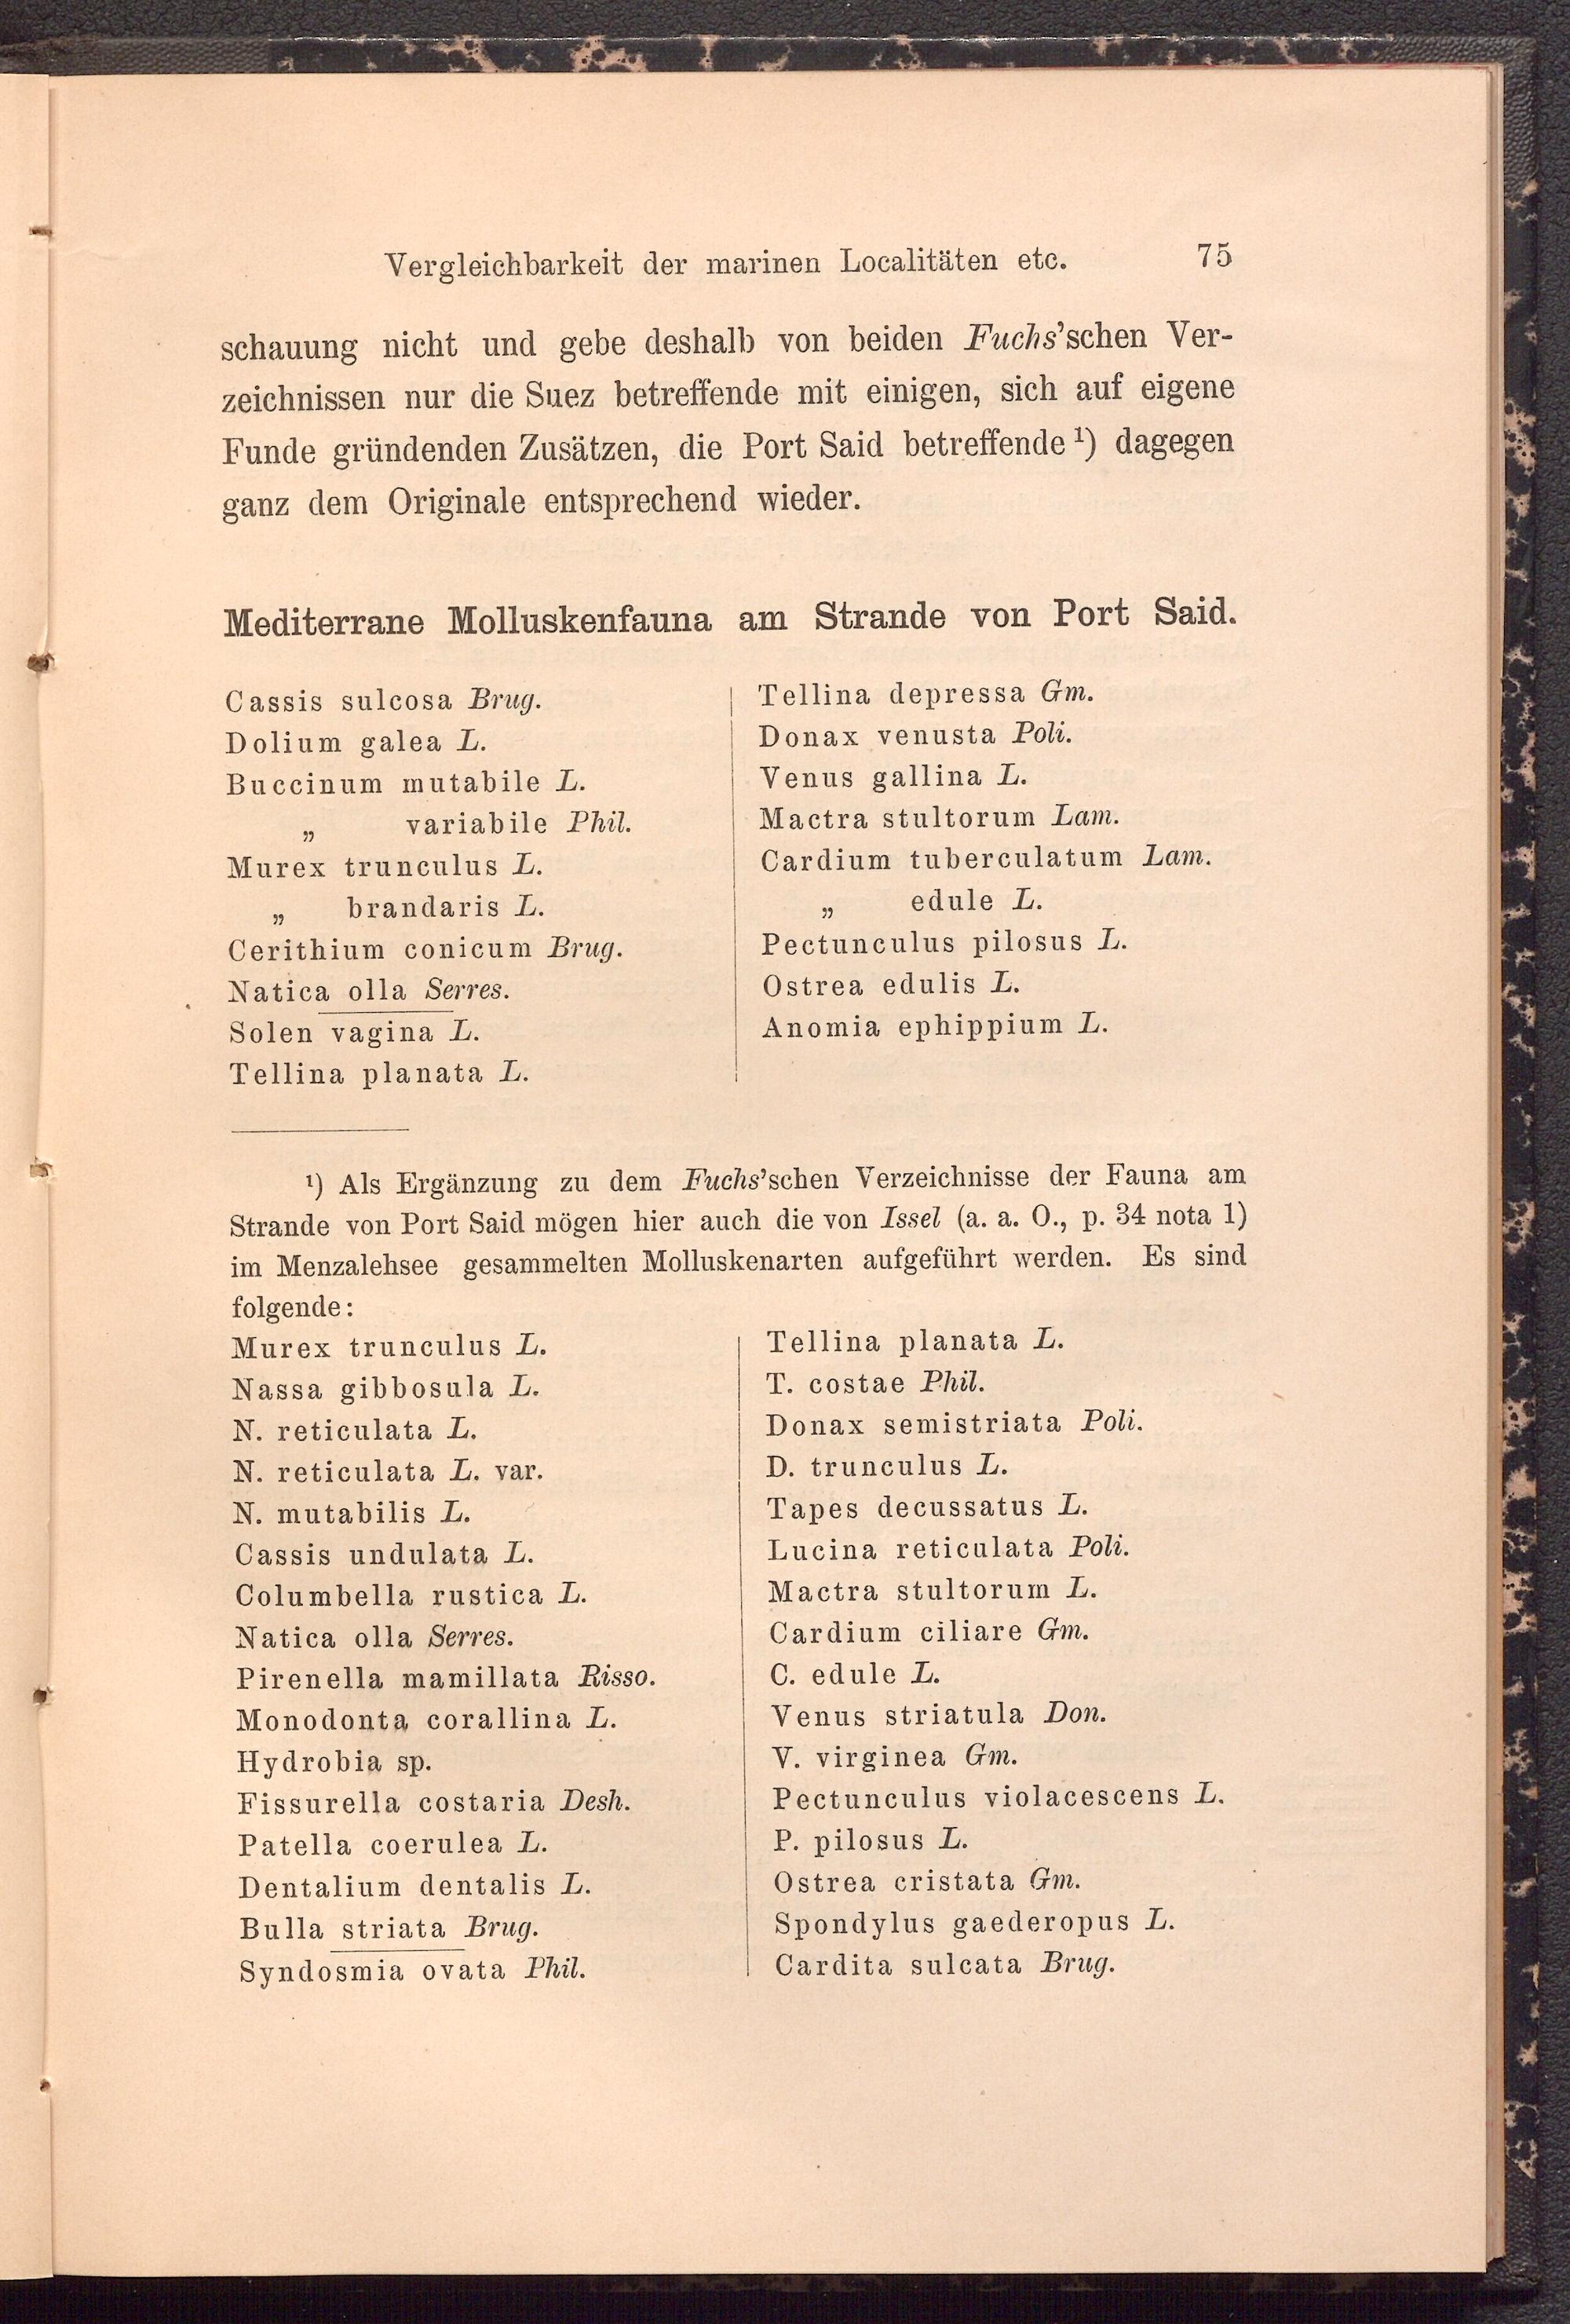 Vergleichbarkeit der marinen Localitäten etc. 75
schauung nicht und gebe deshalb von beiden Fuchs'schen Ver-
zeichnissen nur die Suez betreffende mit einigen, sich auf eigene
Funde gründenden Zusätzen, die Port Said betreffende ¹) dagegen
ganz dem Originale entsprechend wieder.
Mediterrane Molluskenfauna am Strande von Port Said.
Cassis sulcosa Brug.
Dolium galea L.
Buccinum mutabile L.
„ variabile Phil.
Murex trunculus L.
„ brandaris L.
Cerithium conicum Brug.
Natica olla Serres.
Solen vagina L.
Tellina planata L.
Tellina depressa Gm.
Donax venusta Poli.
Venus gallina L.
Mactra stultorum Lam.
Cardium tuberculatum Lam.
„ edule L.
Pectunculus pilosus L.
Ostrea edulis L.
Anomia ephippium L.
¹) Als Ergänzung zu dem Fuchs'schen Verzeichnisse der Fauna am
Strande von Port Said mögen hier auch die von Issel (a. a. O., p. 34 nota 1)
im Menzalehsee gesammelten Molluskenarten aufgeführt werden. Es sind
folgende:
Murex trunculus L.
Nassa gibbosula L.
N. reticulata L.
N. reticulata L. var.
N. mutabilis L.
Cassis undulata L.
Columbella rustica L.
Natica olla Serres.
Pirenella mamillata Risso.
Monodonta corallina L.
Hydrobia sp.
Fissurella costaria Desh.
Patella coerulea L.
Dentalium dentalis L.
Bulla striata Brug.
Syndosmia ovata Phil.
Tellina planata L.
T. costae Phil.
Donax semistriata Poli.
D. trunculus L.
Tapes decussatus L.
Lucina reticulata Poli.
Mactra stultorum L.
Cardium ciliare Gm.
C. edule L.
Venus striatula Don.
V. virginea Gm.
Pectunculus violacescens L.
P. pilosus L.
Ostrea cristata Gm.
Spondylus gaederopus L.
Cardita sulcata Brug.